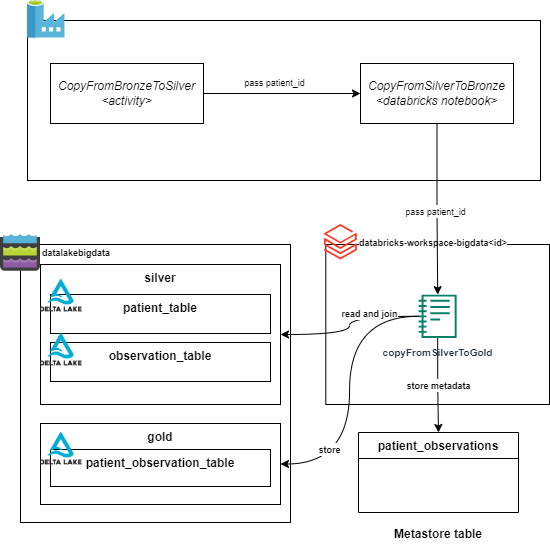 CopyFromBronzeToSilver
<activity>
pass patient_id
CopyFromSilverToBronze
<databricks notebook>
pass patient_id
datalakebigdata
databricks-workspace-bigdata<id>
silver
DELTA LAKE
patient_table
read and join
DELTA LAKE
observation_table
copyFromSilverToGold
store metadata
gold
DELTA LAKE
patient_observation_table
store
patient_observations
Metastore table